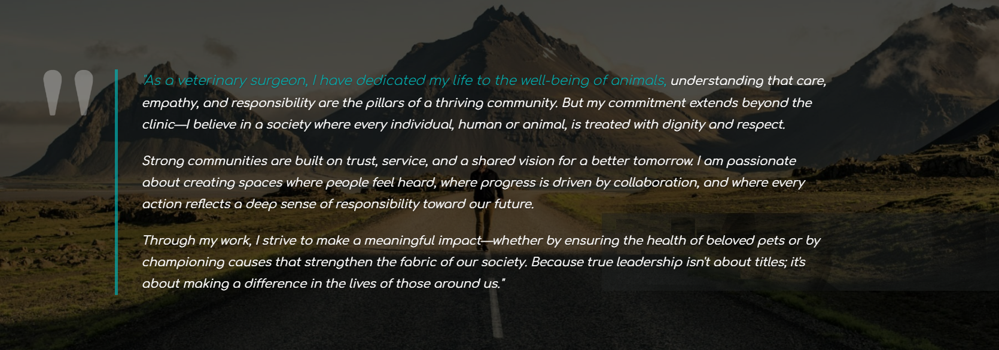 "As a veterinary surgeon, I have dedicated my life to the well-being of animals, understanding that care,
empathy, and responsibility are the pillars of a thriving community. But my commitment extends beyond the
clinic—I believe in a society where every individual, human or animal, is treated with dignity and respect.
Strong communities are built on trust, service, and a shared vision for a better tomorrow. I am passionate
about creating spaces where people feel heard, where progress is driven by collaboration, and where every
action reflects a deep sense of responsibility toward our future.
Through my work, I strive to make a meaningful impact—whether by ensuring the health of beloved pets or by
championing causes that strengthen the fabric of our society. Because true leadership isn't about titles; it's
about making a difference in the lives of those around us."